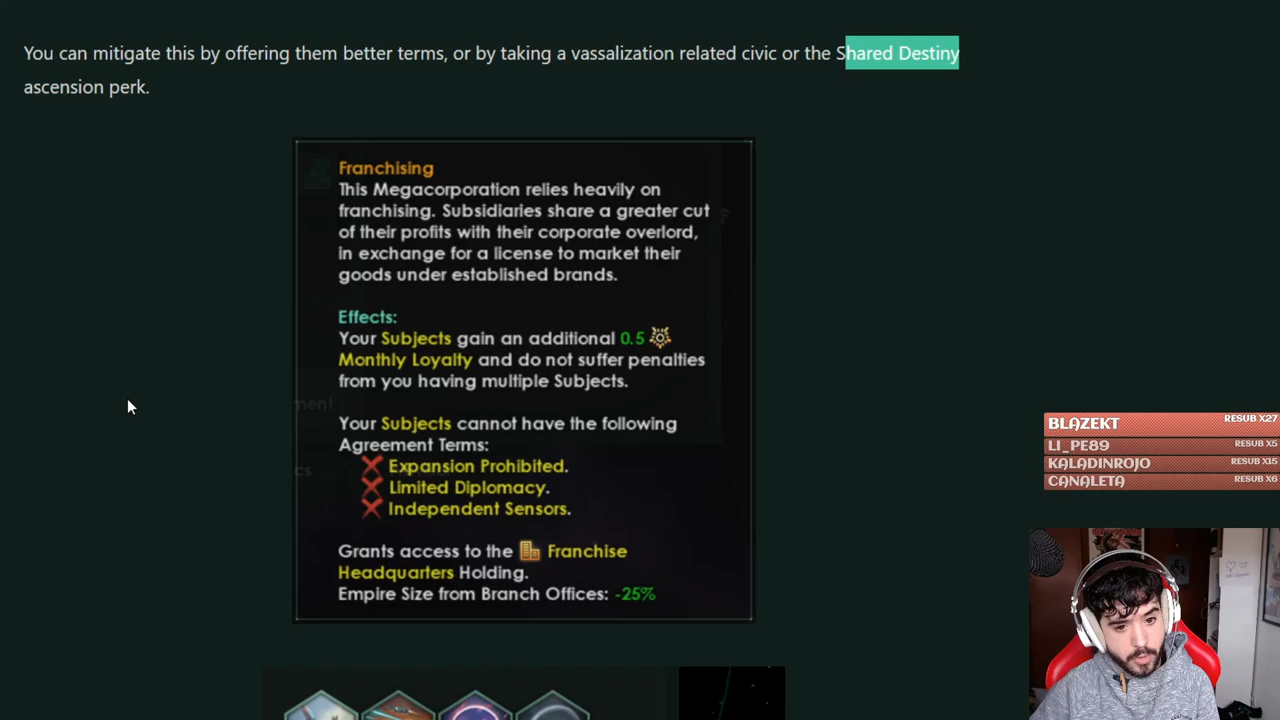 You can mitigate this by offering them better terms, or by taking a vassalization related civic or the Shared Destiny
ascension perk.
Franchising
This Megacorporation relies heavily on
franchising. Subsidiaries share a greater cut
of their profits with their corporate overlord,
in exchange for a license to market their
goods under established brands.
Effects:
Your Subjects gain an additional 0.5
Monthly Loyalty and do not suffer penalties
from you having multiple Subjects.
Your Subjects cannot have the following
Agreement Terms:
Expansion Prohibited.
Limited Diplomacy.
Independent Sensors.
Grants access to the Franchise
Headquarters Holding.
Empire Size from Branch Offices: -25%
BLAZEKT RESUB X27
LI_PE89 RESUB X5
KALADINROJO RESUB X15
CANALETA RESUB X6